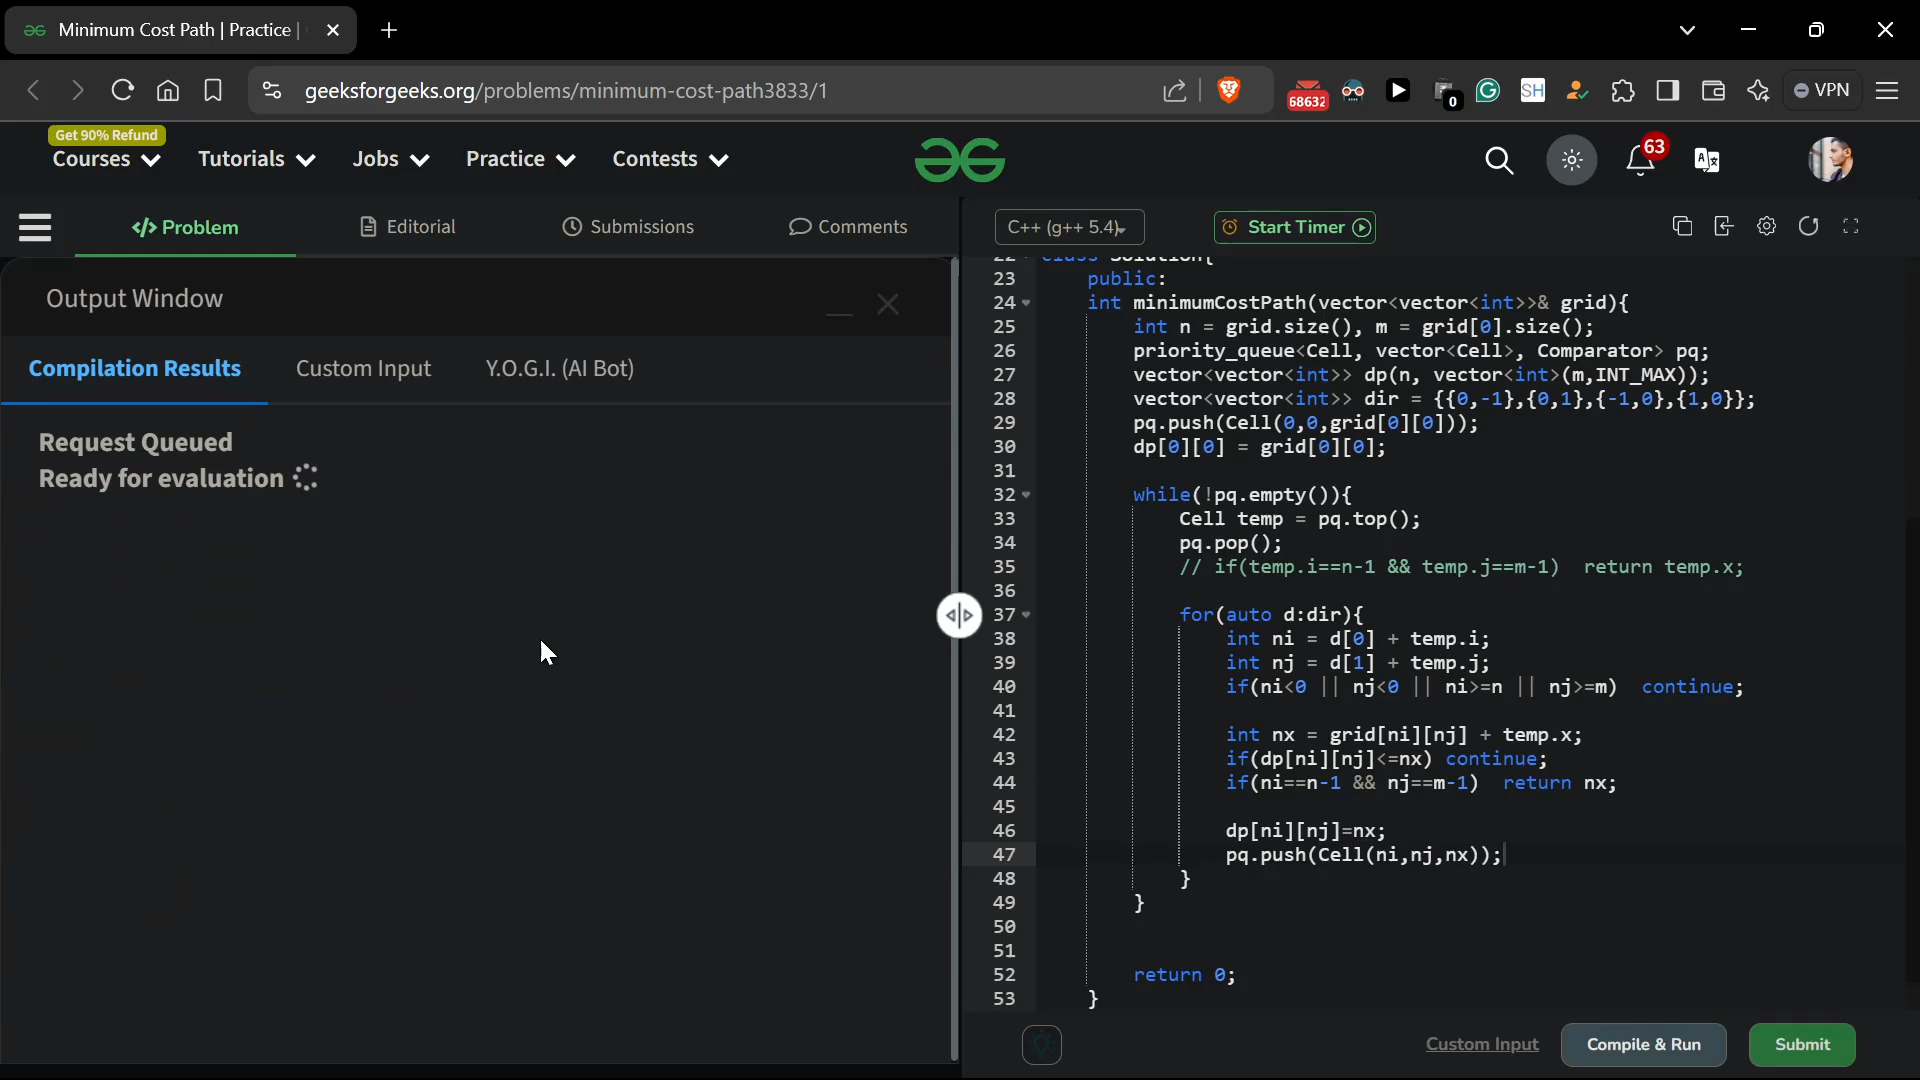 Minimum Cost Path | Practice |
geeksforgeeks.org/problems/minimum-cost-path3833/1
68632
0
SH
VPN
Get 90% Refund
Courses
Tutorials
Jobs
Practice
Contests
63
Problem
Editorial
Submissions
Comments
C++ (g++ 5.4)
Start Timer
Output Window
Compilation Results
Custom Input
Y.O.G.I. (AI Bot)
Request Queued
Ready for evaluation
22 class Solution{
23 public:
24 int minimumCostPath(vector<vector<int>>& grid){
25 int n = grid.size(), m = grid[0].size();
26 priority_queue<Cell, vector<Cell>, Comparator> pq;
27 vector<vector<int>> dp(n, vector<int>(m,INT_MAX));
28 vector<vector<int>> dir = {{0,-1},{0,1},{-1,0},{1,0}};
29 pq.push(Cell(0,0,grid[0][0]));
30 dp[0][0] = grid[0][0];
31
32 while(!pq.empty()){
33 Cell temp = pq.top();
34 pq.pop();
35 // if(temp.i==n-1 && temp.j==m-1) return temp.x;
36
37 for(auto d:dir){
38 int ni = d[0] + temp.i;
39 int nj = d[1] + temp.j;
40 if(ni<0 || nj<0 || ni>=n || nj>=m) continue;
41
42 int nx = grid[ni][nj] + temp.x;
43 if(dp[ni][nj]<=nx) continue;
44 if(ni==n-1 && nj==m-1) return nx;
45
46 dp[ni][nj]=nx;
47 pq.push(Cell(ni,nj,nx));
48 }
49 }
50
51
52 return 0;
53 }
Custom Input
Compile & Run
Submit